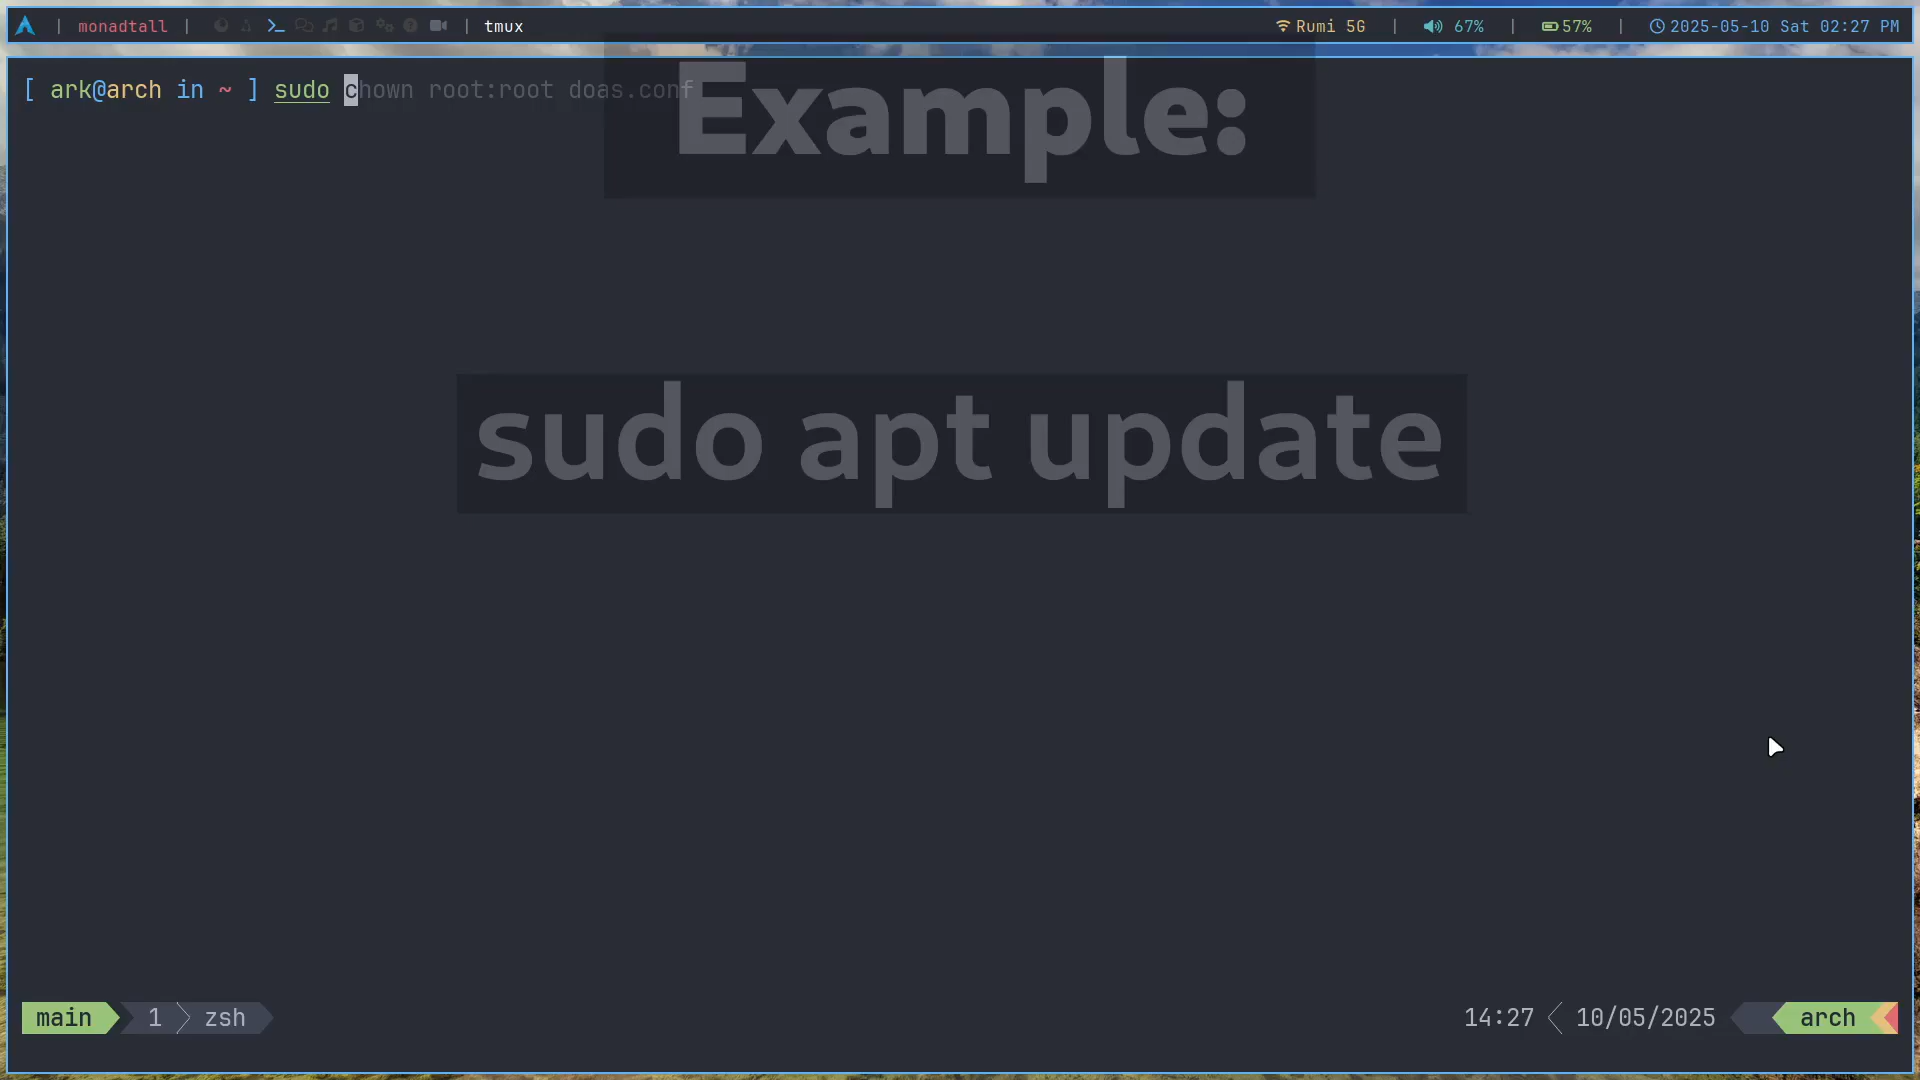 | monadtall | | tmux Rumi 5G | 67% | 57% | 2025-05-10 Sat 02:27 PM
[ ark@arch in ~ ] sudo chown root:root doas.conf
Example:
sudo apt update
main 1 zsh 14:27 10/05/2025 arch